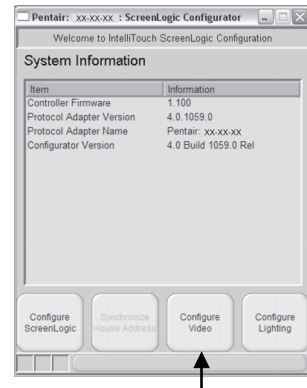 Pentair: xx-xx-xx : ScreenLogic Configurator
Welcome to IntelliTouch ScreenLogic Configuration
System Information
Item Information
Controller Firmware 1.100
Protocol Adapter Version 4.0.1059.0
Protocol Adapter Name Pentair: xx-xx-xx
Configurator Version 4.0 Build 1059.0 Rel
Configure ScreenLogic
Synchronize House Address
Configure Video
Configure Lighting